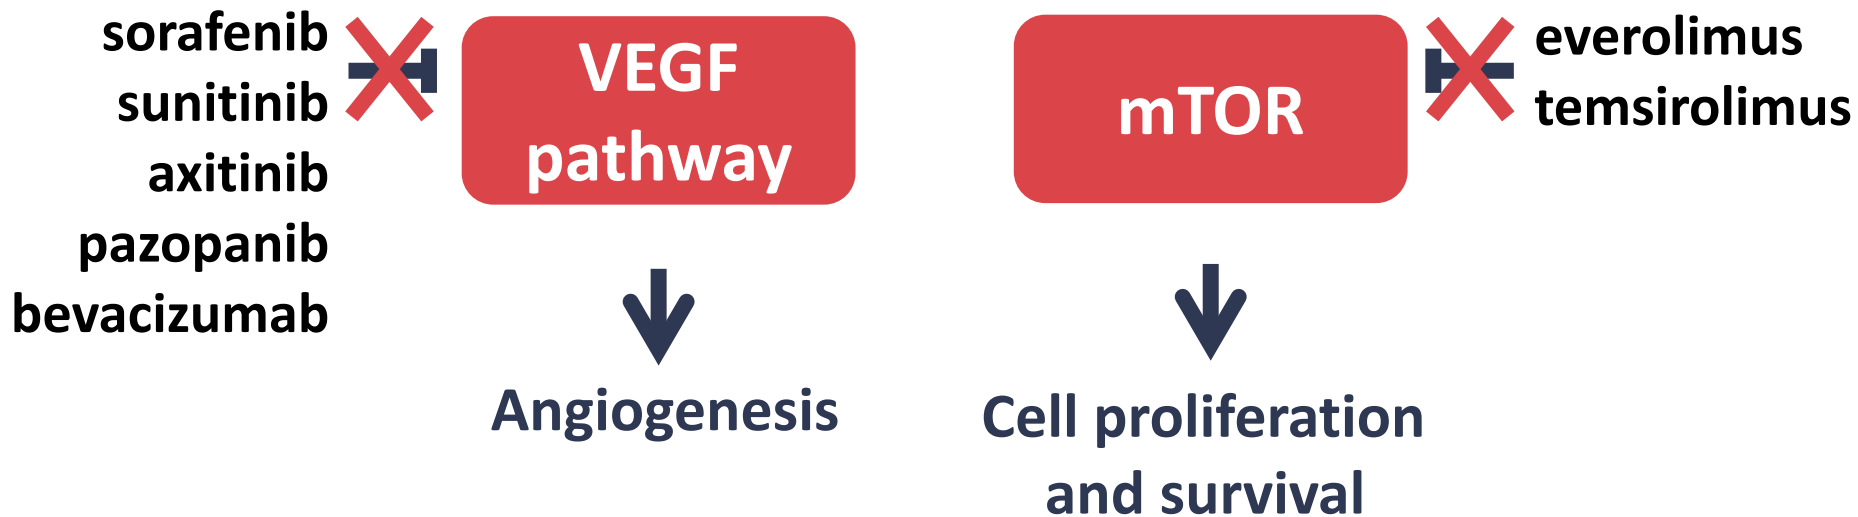 sorafenib
sunitinib
axitinib
pazopanib
bevacizumab
VEGF
pathway
Angiogenesis
mTOR
Cell proliferation
and survival
everolimus
temsirolimus